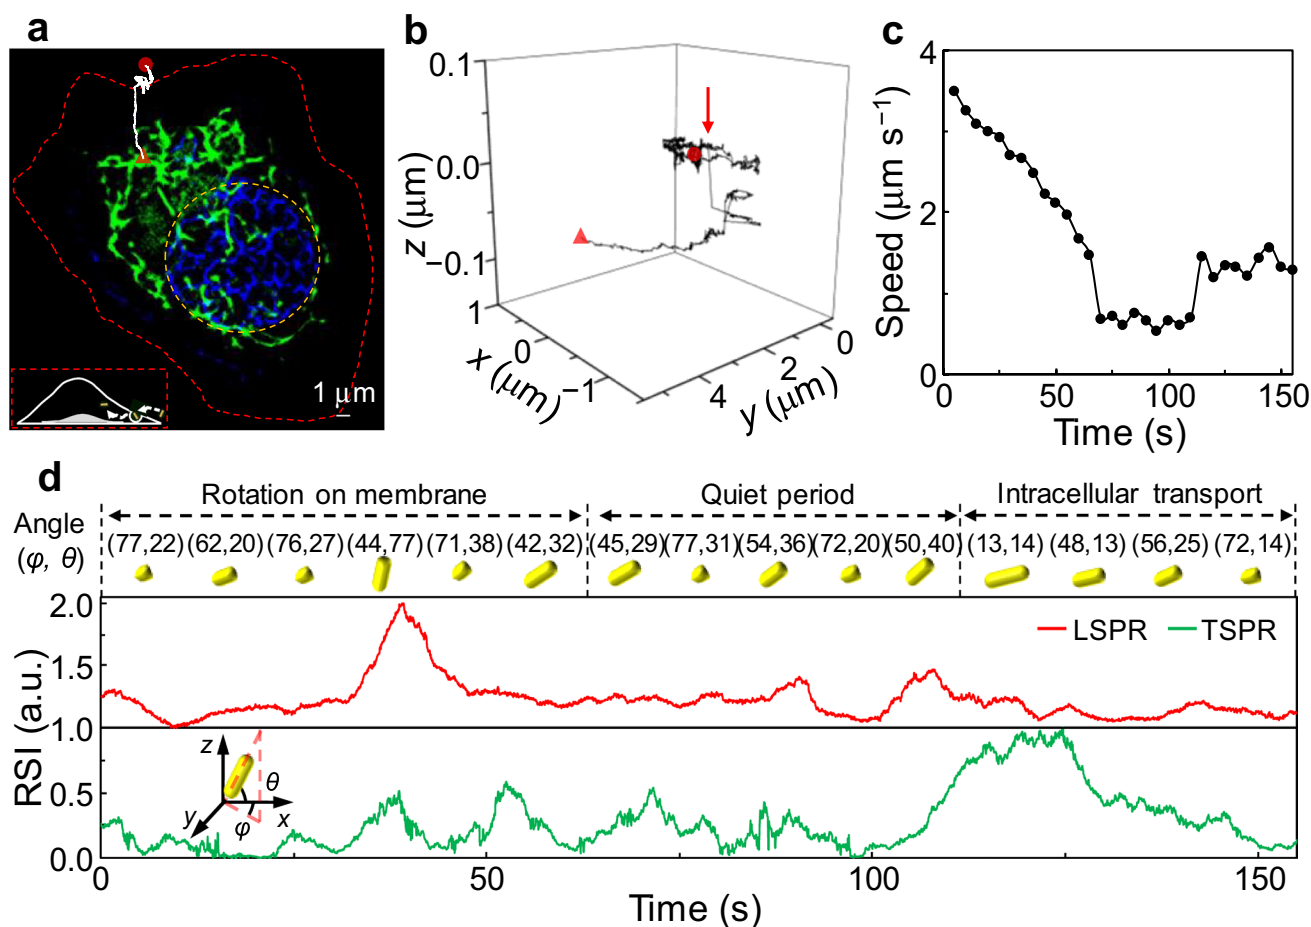 a
1 μm
b
0.1
0.0
−0.1
z (μm)
1
0
−1
x (μm)
4
2
0
y (μm)
c
4
2
0
Speed (μm s⁻¹)
0
50
100
150
Time (s)
d
Rotation on membrane
Quiet period
Intracellular transport
Angle
(φ, θ)
(77,22) (62,20) (76,27) (44,77) (71,38) (42,32) (45,29) (77,31) (54,36) (72,20) (50,40) (13,14) (48,13) (56,25) (72,14)
2.0
LSPR
TSPR
1.5
1.0
RSI (a.u.)
z
θ
0.5
y
φ
x
0.0
0
50
100
150
Time (s)